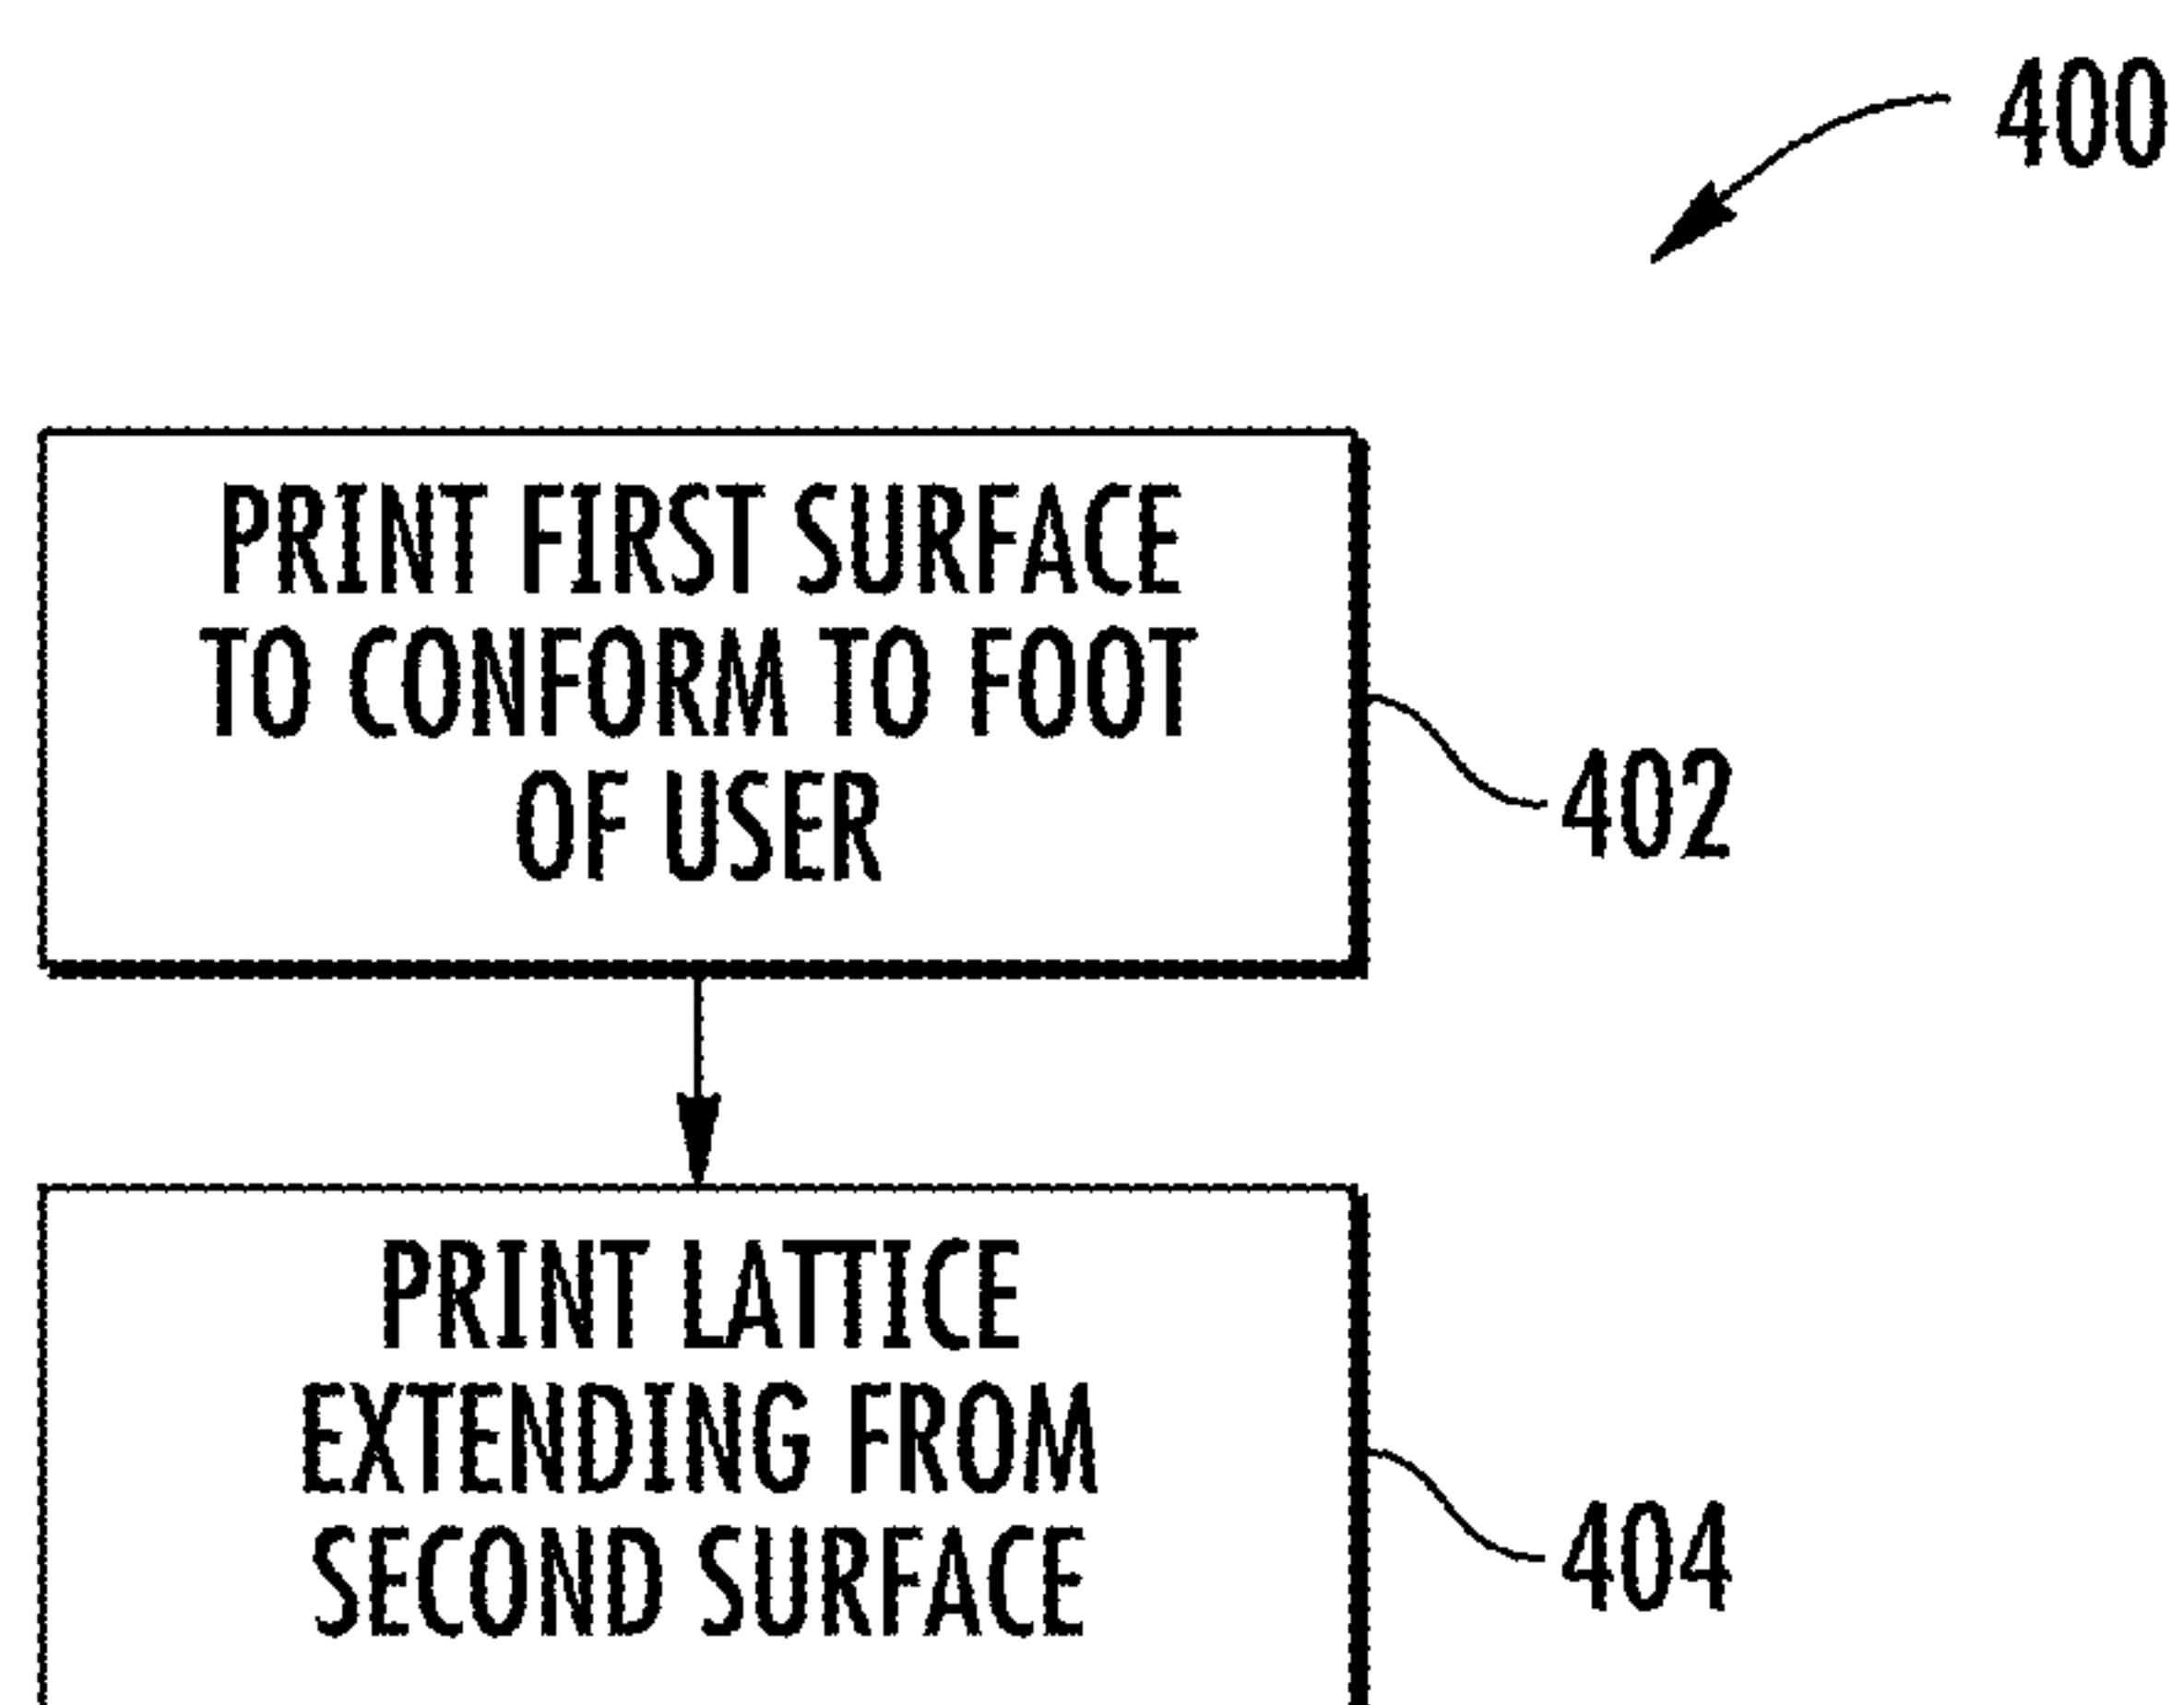 400
PRINT FIRST SURFACE
TO CONFORM TO FOOT
OF USER
402
PRINT LATTICE
EXTENDING FROM
SECOND SURFACE
404